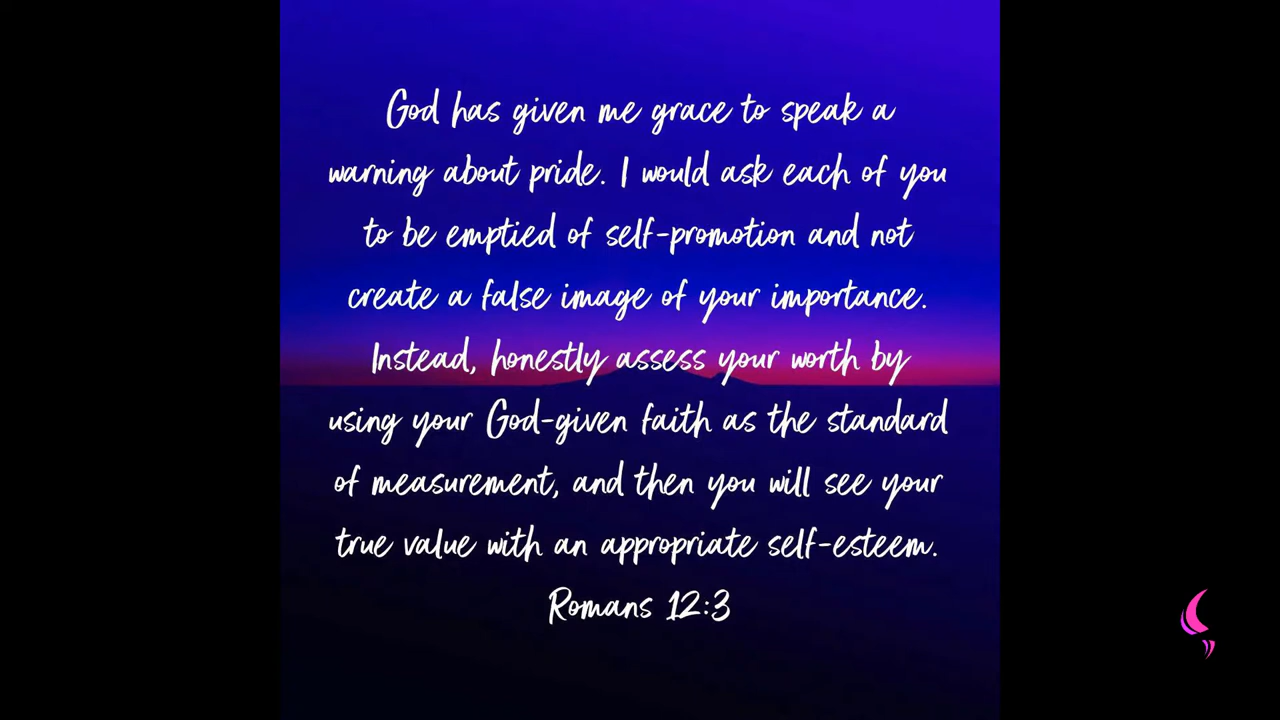 God has given me grace to speak a
warning about pride. I would ask each of you
to be emptied of self-promotion and not
create a false image of your importance.
Instead, honestly assess your worth by
using your God-given faith as the standard
of measurement, and then you will see your
true value with an appropriate self-esteem.
Romans 12:3